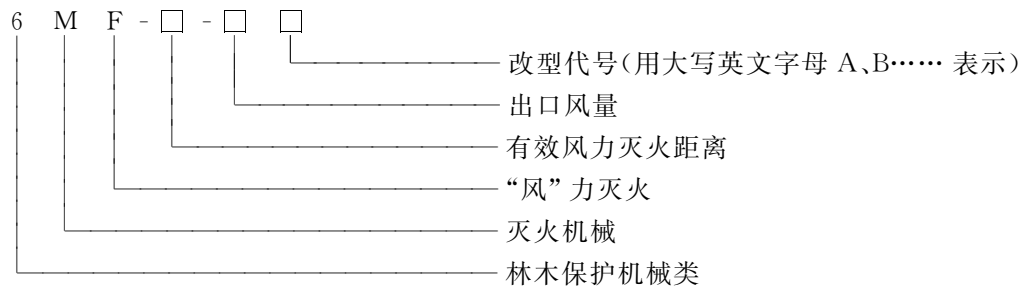 6 M F - □ - □ □
改型代号(用大写英文字母 A、B…… 表示)
出口风量
有效风力灭火距离
“风”力灭火
灭火机械
林木保护机械类